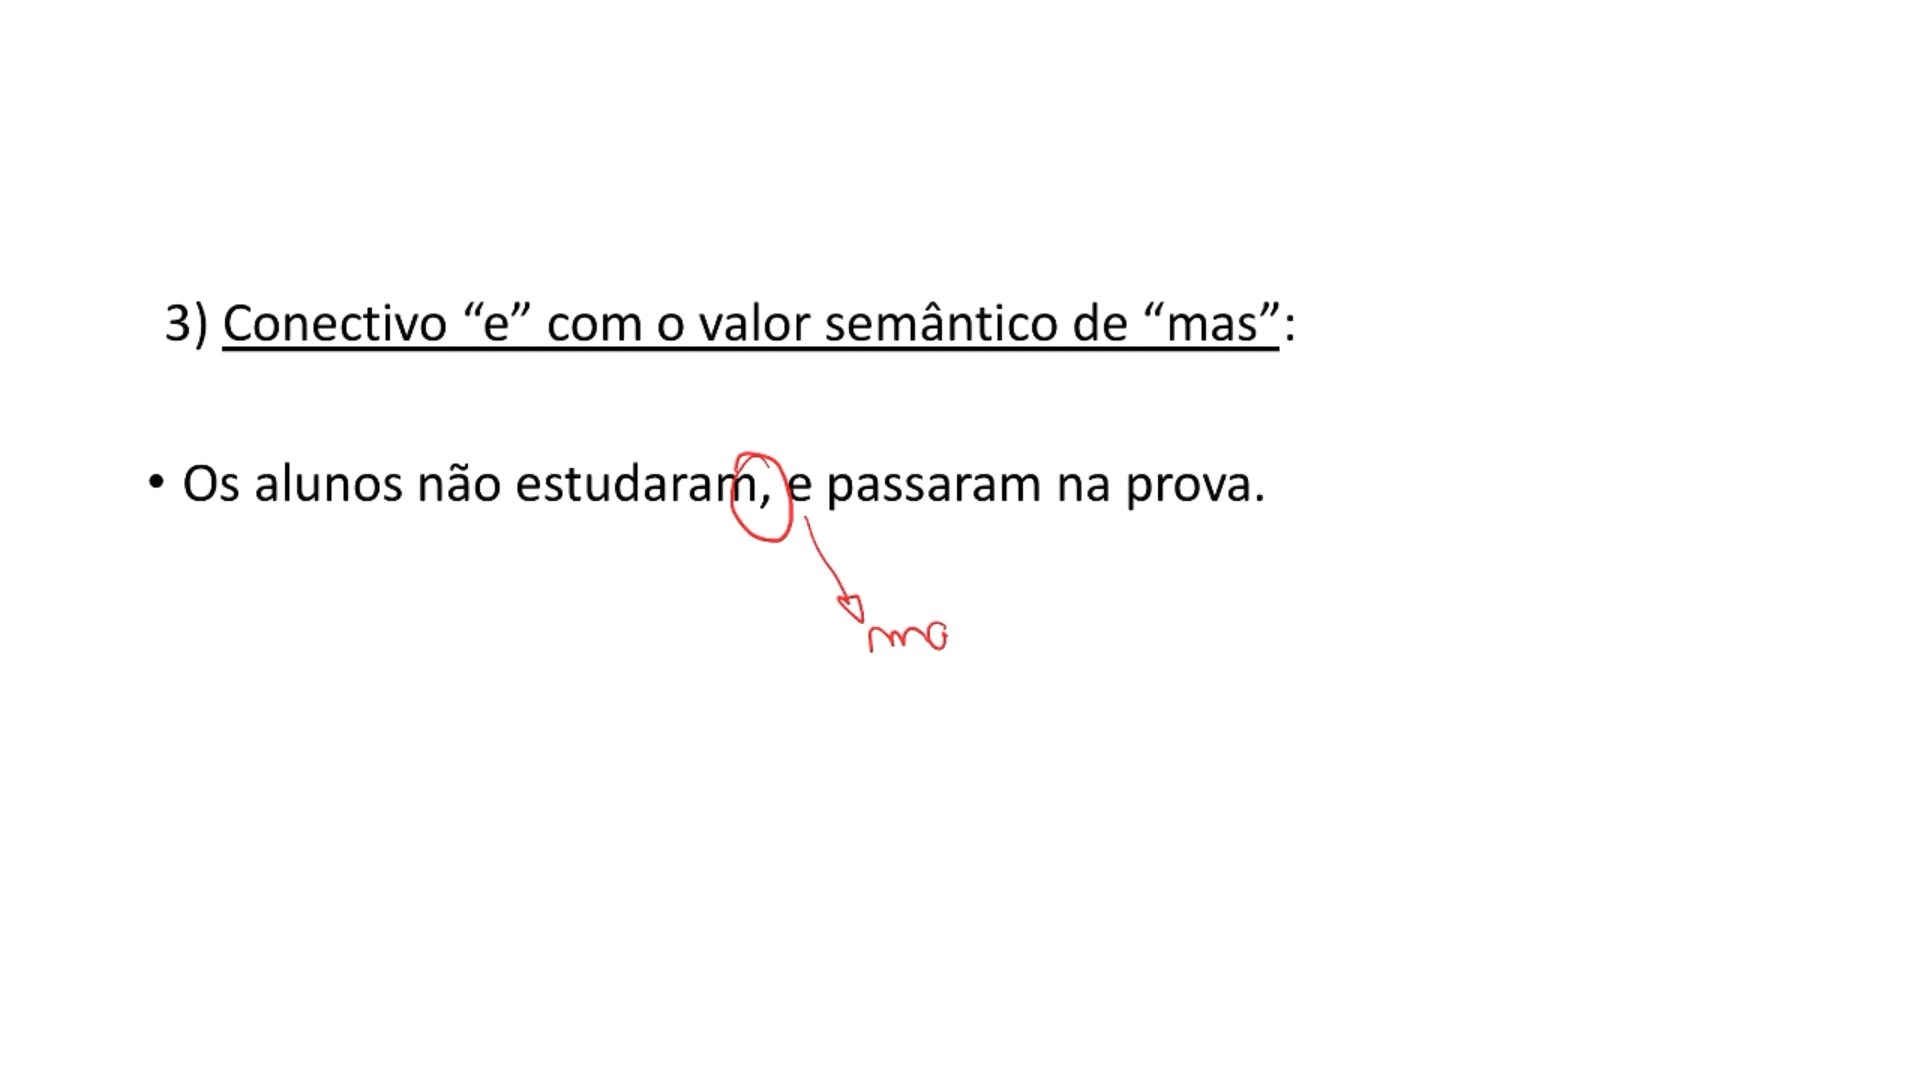 3) Conectivo “e” com o valor semântico de “mas”:
• Os alunos não estudaram, e passaram na prova.
ma